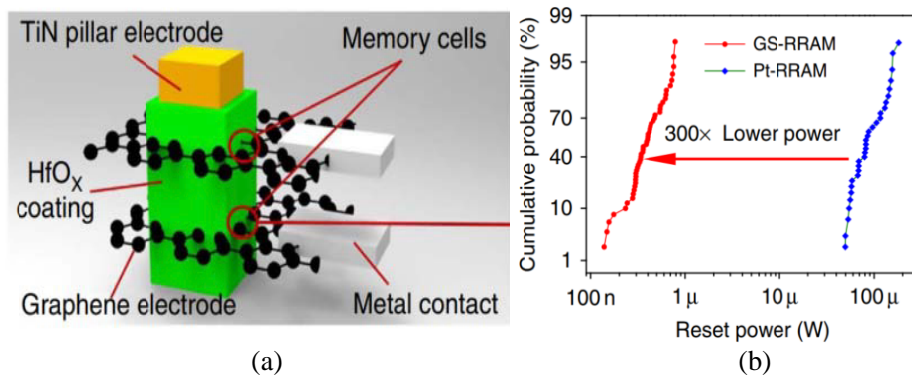 TiN pillar electrode
Memory cells
HfOx
coating
Graphene electrode
Metal contact
(a)
99
95
70
40
10
1
Cumulative probability (%)
GS-RRAM
Pt-RRAM
300× Lower power
100 n
1 μ
10 μ
100 μ
Reset power (W)
(b)